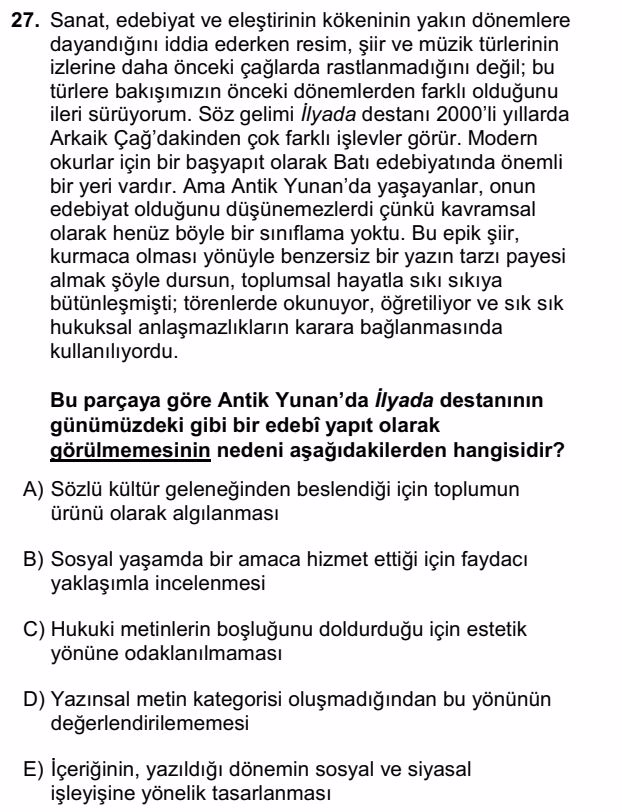 27. Sanat, edebiyat ve eleştirinin kökeninin yakın dönemlere
dayandığını iddia ederken resim, şiir ve müzik türlerinin
izlerine daha önceki çağlarda rastlanmadığını değil; bu
türlere bakışımızın önceki dönemlerden farklı olduğunu
ileri sürüyorum. Söz gelimi İlyada destanı 2000’li yıllarda
Arkaik Çağ’dakinden çok farklı işlevler görür. Modern
okurlar için bir başyapıt olarak Batı edebiyatında önemli
bir yeri vardır. Ama Antik Yunan’da yaşayanlar, onun
edebiyat olduğunu düşünemezlerdi çünkü kavramsal
olarak henüz böyle bir sınıflama yoktu. Bu epik şiir,
kurmaca olması yönüyle benzersiz bir yazın tarzı payesi
almak şöyle dursun, toplumsal hayatla sıkı sıkıya
bütünleşmişti; törenlerde okunuyor, öğretiliyor ve sık sık
hukuksal anlaşmazlıkların karara bağlanmasında
kullanılıyordu.
Bu parçaya göre Antik Yunan’da İlyada destanının
günümüzdeki gibi bir edebî yapıt olarak
görülmemesinin nedeni aşağıdakilerden hangisidir?
A) Sözlü kültür geleneğinden beslendiği için toplumun
ürünü olarak algılanması
B) Sosyal yaşamda bir amaca hizmet ettiği için faydacı
yaklaşımla incelenmesi
C) Hukuki metinlerin boşluğunu doldurduğu için estetik
yönüne odaklanılmaması
D) Yazınsal metin kategorisi oluşmadığından bu yönünün
değerlendirilememesi
E) İçeriğinin, yazıldığı dönemin sosyal ve siyasal
işleyişine yönelik tasarlanması